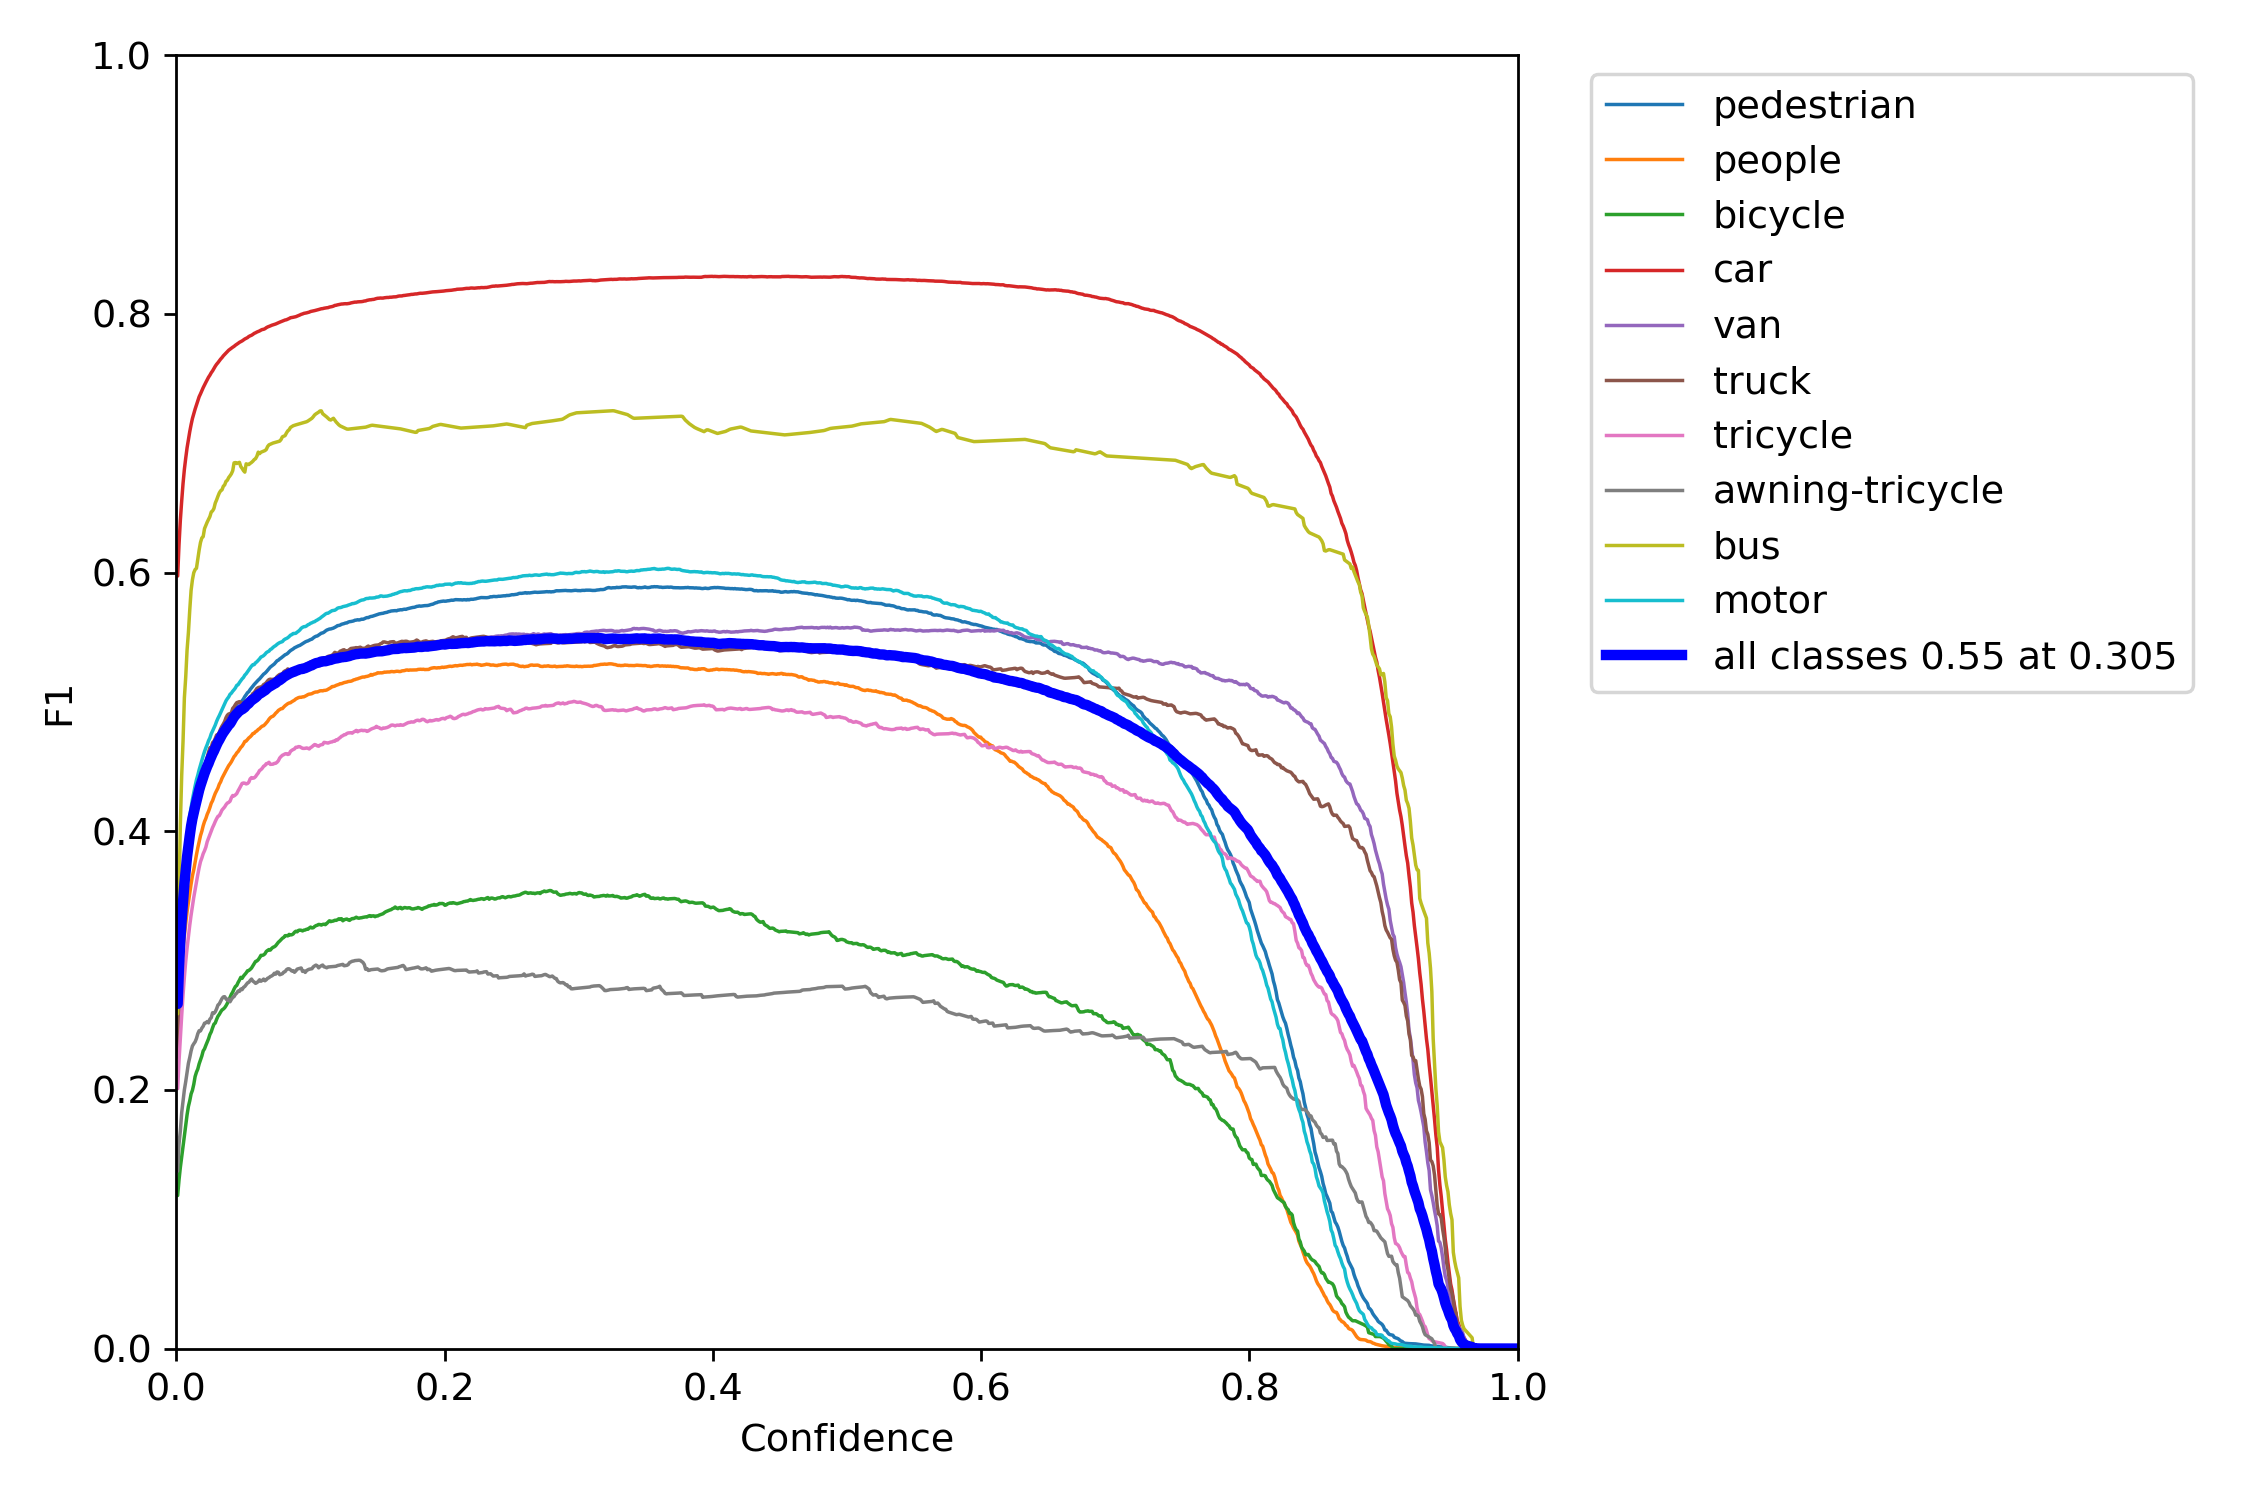 1.0
0.8
0.6
0.4
0.2
0.0
F1
0.0 0.2 0.4 0.6 0.8 1.0
Confidence
pedestrian
people
bicycle
car
van
truck
tricycle
awning-tricycle
bus
motor
all classes 0.55 at 0.305